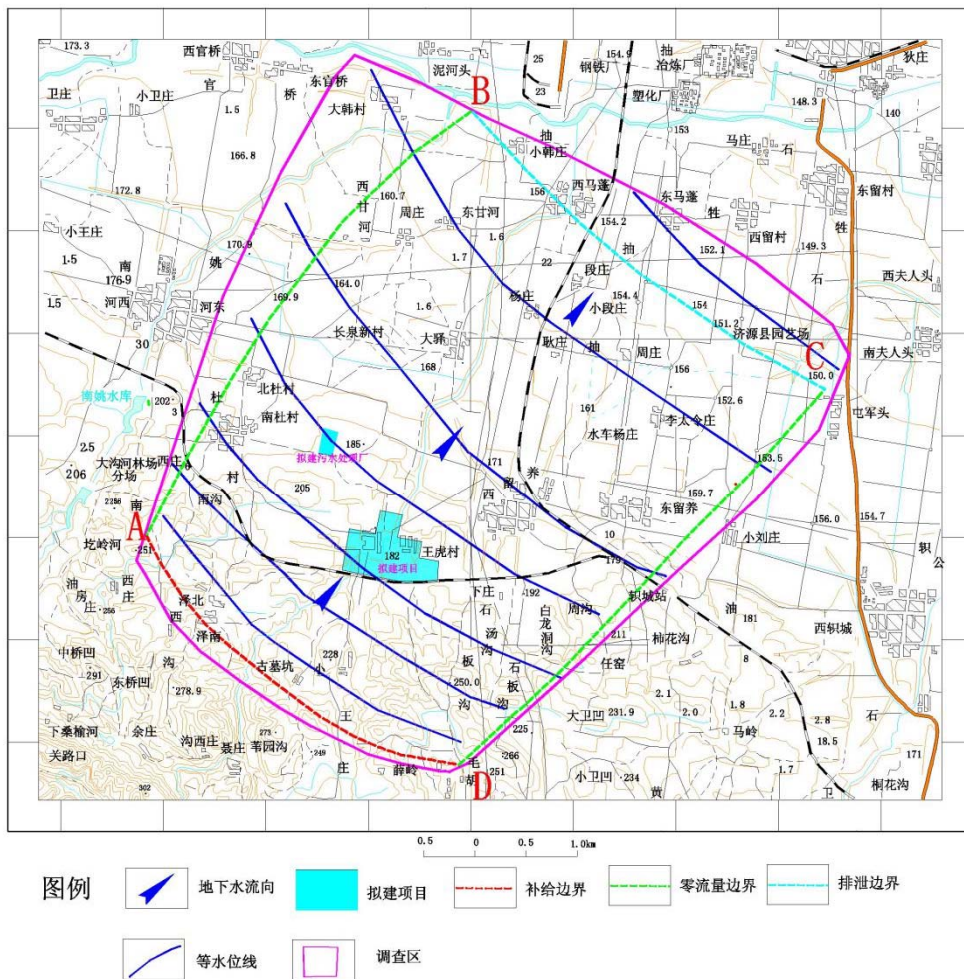 173.3
西官桥
泥河头
25
钢铁厂
154.9
抽
冶炼厂
狄庄
卫庄
小卫庄
官
桥
东官桥
23
塑化厂
148.3
140
1.5
大韩村
B
抽
153
马庄
石
166.8
小韩庄
172.8
西
160.7
156
西马蓬
东马蓬
东留村
小王庄
甘
河
周庄
东甘河
154.2
牲
牲
1.5
170.9
姚
1.6
抽
152.1
西留村
149.3
南
176.9
1.7
22
段庄
石
西夫人头
1.5
河西
河东
169.9
164.0
1.6
杨庄
154.4
小段庄
154
151.2
济源县园艺场
30
长泉新村
大驿
耿庄
抽
周庄
C
南夫人头
168
156
150.0
南姚水库
202
3
杜
北杜村
152.6
屯军头
南杜村
161
李太令庄
25
185
水车杨庄
206
大沟河林场
分场
西庄
村
拟建污水处理厂
171
养
153.5
南沟
205
西
留
159.7
南
东留养
156.0
154.7
A
圪岭河
251
182
王虎村
10
小刘庄
轵
拟建项目
179
公
油
房
庄
西
庄
下庄
192
轵城站
256
泽北
石
白
龙
洞
沟
周沟
油
西
泽南
汤
沟
211
柿花沟
181
西轵城
中桥凹
沟
古墓坑
228
小
板
沟
石
板
沟
任窑
8
291
东桥凹
278.9
250.0
2.1
下桑榆河
余庄
王
225
大卫凹
231.9
2.0
1.8
2.2
2.8
石
关路口
沟西庄
聂庄
273
苇园沟
马岭
18.5
249
庄
薛岭
毛
胡
266
251
171
302
D
小卫凹
234
黄
1.7
卫
桐花沟
0.5 0 0.5 1.0km
图例
地下水流向
拟建项目
补给边界
零流量边界
排泄边界
等水位线
调查区